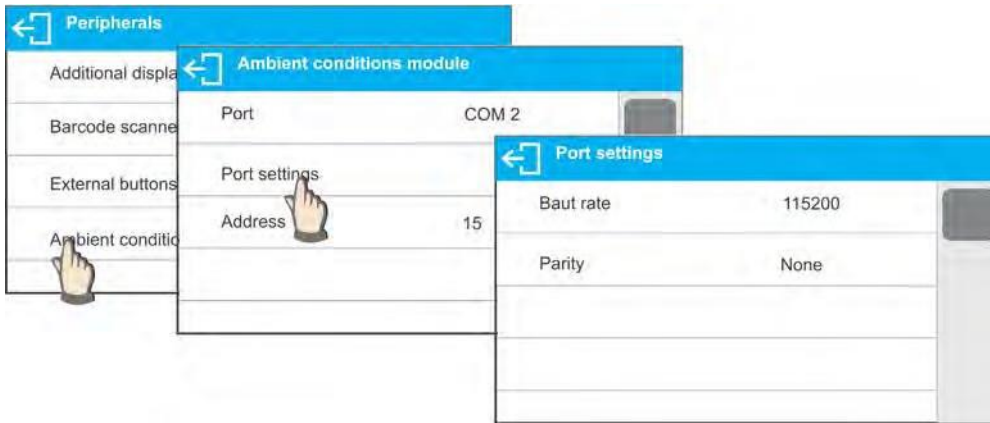 Peripherals
Additional displa
Barcode scanne
External buttons
Ambient conditio
Ambient conditions module
Port COM 2
Port settings
Address 15
Port settings
Baut rate 115200
Parity None